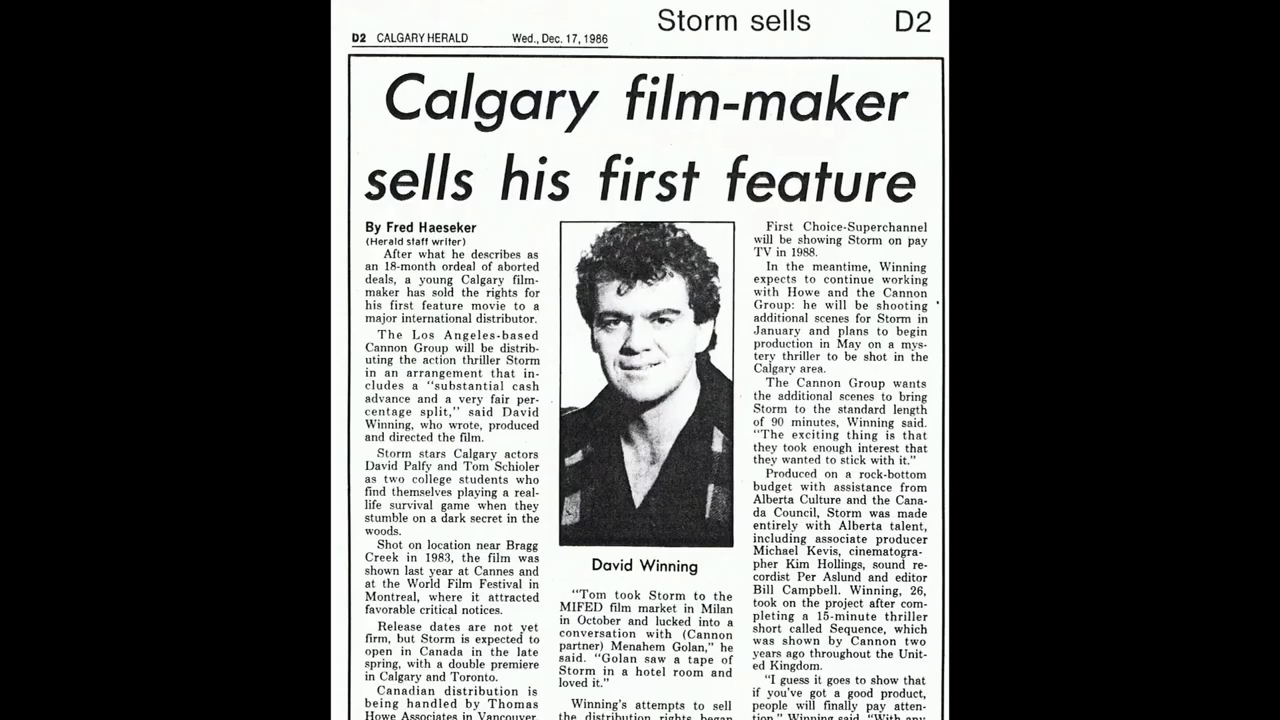 Storm sells D2
D2 CALGARY HERALD Wed., Dec. 17, 1986
Calgary film-maker
sells his first feature
By Fred Haeseker
(Herald staff writer)
After what he describes as
an 18-month ordeal of aborted
deals, a young Calgary film-
maker has sold the rights for
his first feature movie to a
major international distributor.
The Los Angeles-based
Cannon Group will be distrib-
uting the action thriller Storm
in an arrangement that in-
cludes a "substantial cash
advance and a very fair per-
centage split," said David
Winning, who wrote, produced
and directed the film.
Storm stars Calgary actors
David Palfy and Tom Schioler
as two college students who
find themselves playing a real-
life survival game when they
stumble on a dark secret in the
woods.
Shot on location near Bragg
Creek in 1983, the film was
shown last year at Cannes and
at the World Film Festival in
Montreal, where it attracted
favorable critical notices.
Release dates are not yet
firm, but Storm is expected to
open in Canada in the late
spring, with a double premiere
in Calgary and Toronto.
Canadian distribution is
being handled by Thomas
Howe Associates in Vancouver.
David Winning
"Tom took Storm to the
MIFED film market in Milan
in October and lucked into a
conversation with (Cannon
partner) Menahem Golan," he
said. "Golan saw a tape of
Storm in a hotel room and
loved it."
Winning's attempts to sell
the distribution rights began
First Choice-Superchannel
will be showing Storm on pay
TV in 1988.
In the meantime, Winning
expects to continue working
with Howe and the Cannon
Group: he will be shooting
additional scenes for Storm in
January and plans to begin
production in May on a mys-
tery thriller to be shot in the
Calgary area.
The Cannon Group wants
the additional scenes to bring
Storm to the standard length
of 90 minutes, Winning said.
"The exciting thing is that
they took enough interest that
they wanted to stick with it."
Produced on a rock-bottom
budget with assistance from
Alberta Culture and the Cana-
da Council, Storm was made
entirely with Alberta talent,
including associate producer
Michael Kevis, cinematogra-
pher Kim Hollings, sound re-
cordist Per Aslund and editor
Bill Campbell. Winning, 26,
took on the project after com-
pleting a 15-minute thriller
short called Sequence, which
was shown by Cannon two
years ago throughout the Unit-
ed Kingdom.
"I guess it goes to show that
if you've got a good product,
people will finally pay atten-
tion," Winning said. "With any